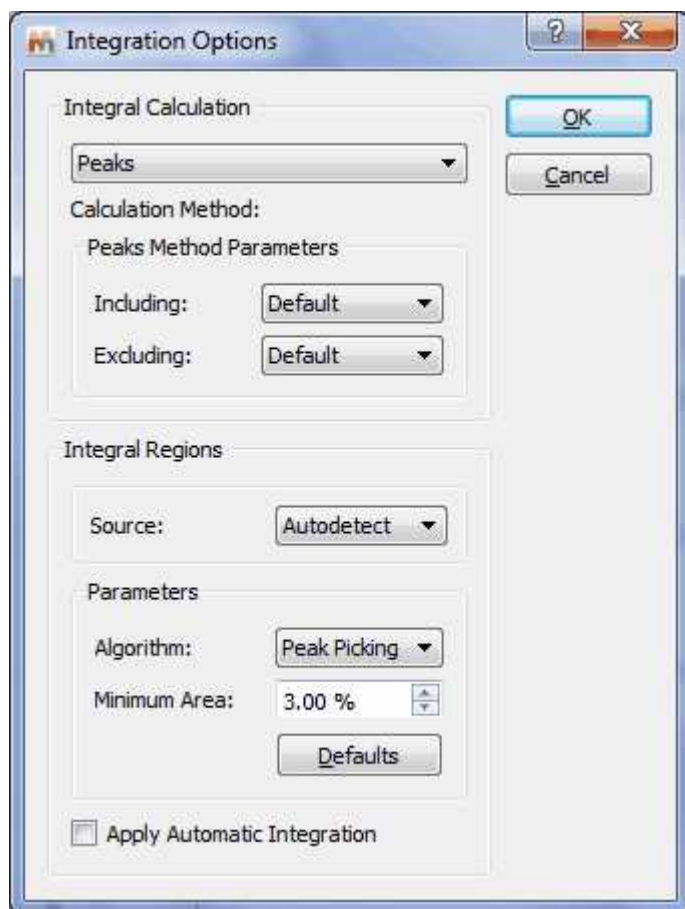 Integration Options
Integral Calculation
OK
Peaks
Cancel
Calculation Method:
Peaks Method Parameters
Including: Default
Excluding: Default
Integral Regions
Source: Autodetect
Parameters
Algorithm: Peak Picking
Minimum Area: 3.00 %
Defaults
Apply Automatic Integration